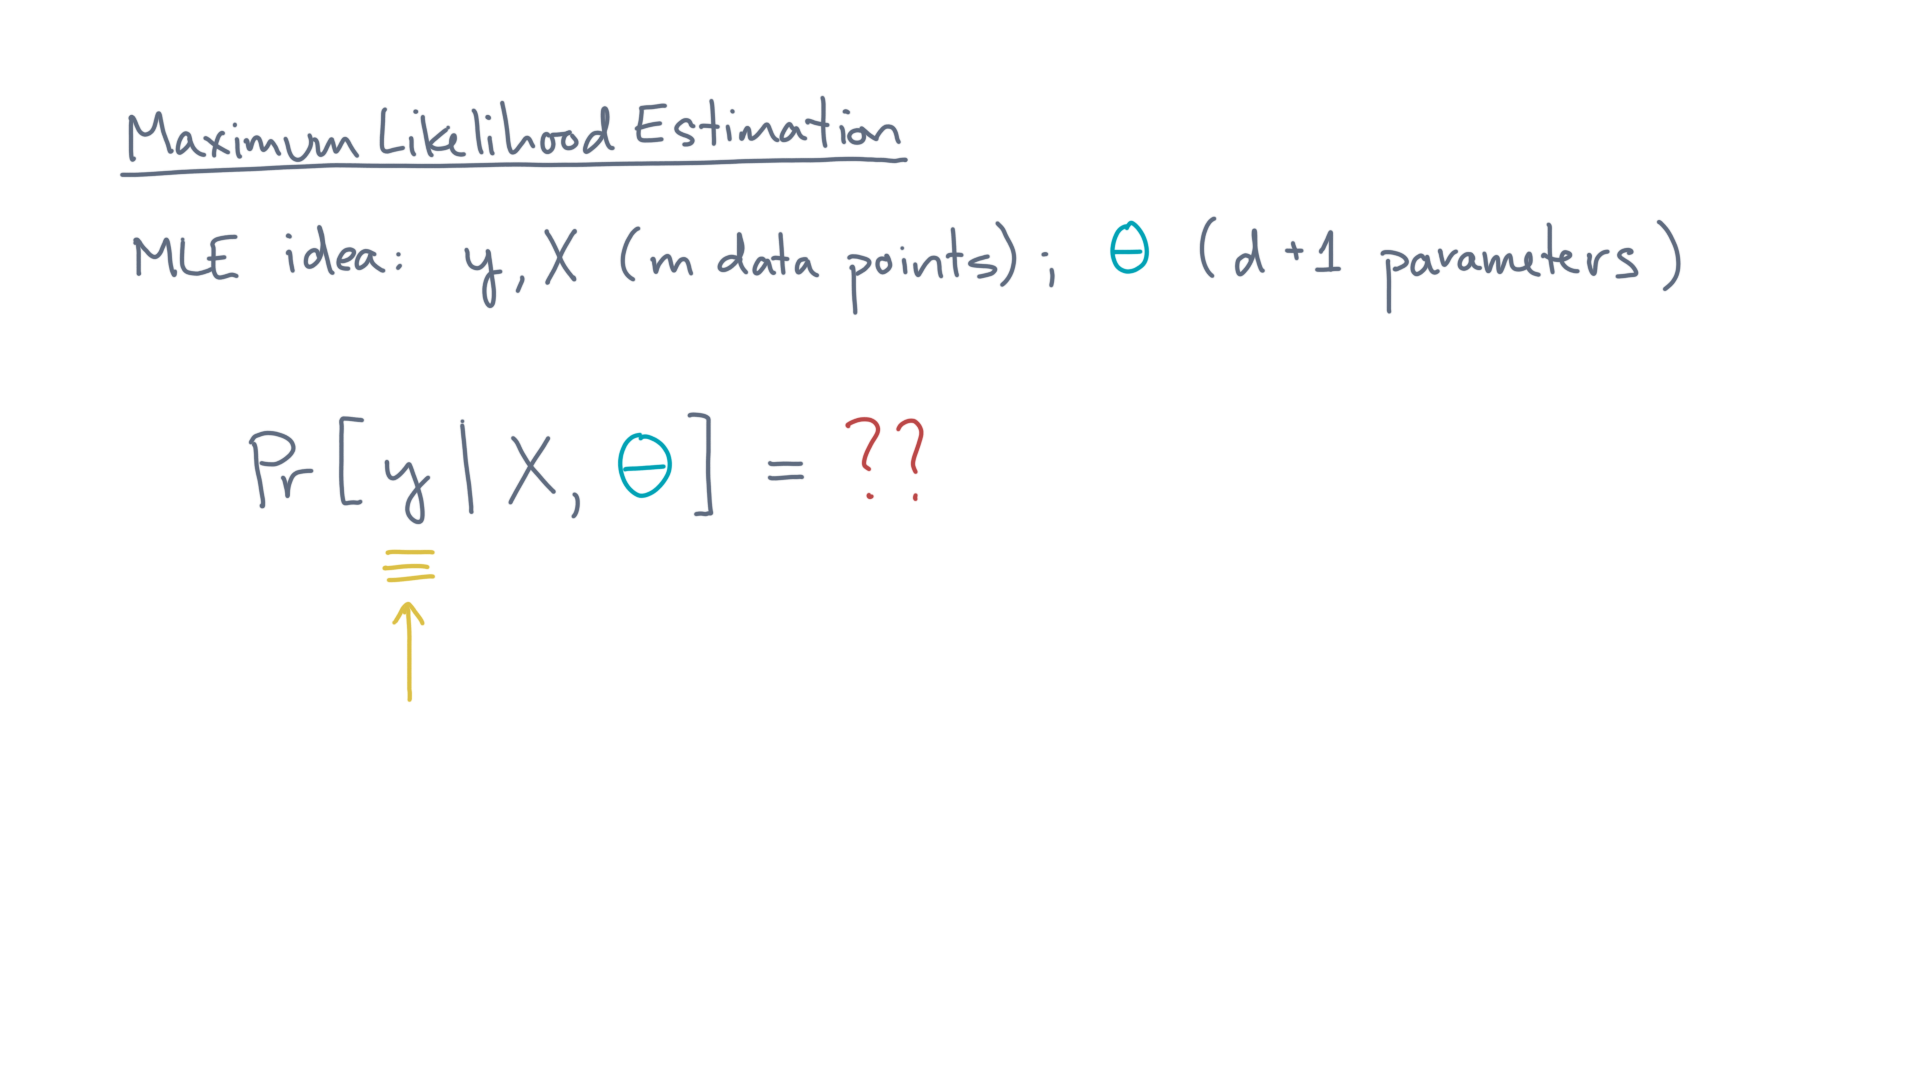 Maximum Likelihood Estimation
MLE idea: y, X (m data points); θ (d+1 parameters)
Pr[y | X, θ] = ??